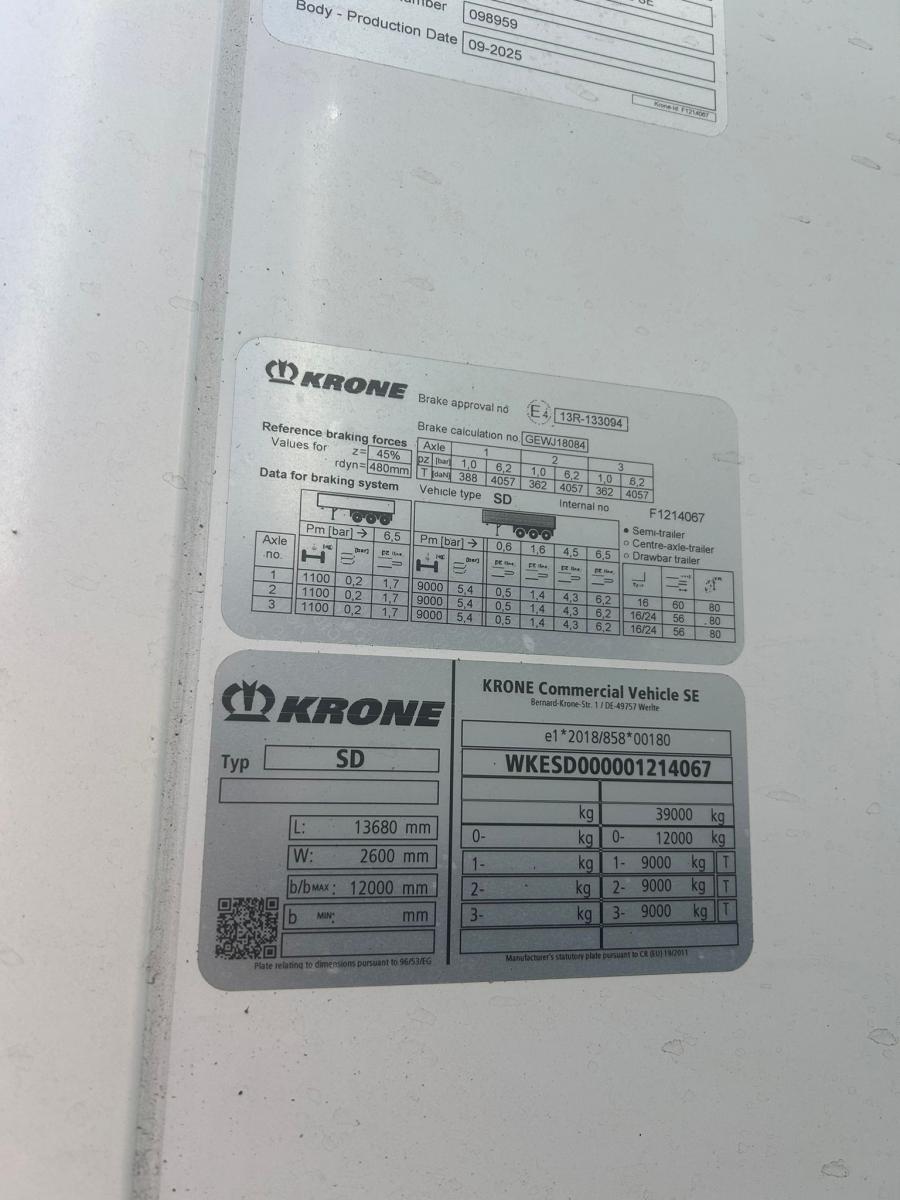 SE
mber 098959
Body - Production Date 09-2025
Krone-Id. F1214067
KRONE
Brake approval no E4 13R-133094
Brake calculation no. GEWJ18084
Reference braking forces
Values for z= 45%
rdyn= 480mm
Axle 1 2 3
pz [bar] 1,0 6,2 1,0 6,2 1,0 6,2
T [daN] 388 4057 362 4057 362 4057
Data for braking system
Vehicle type SD
Internal no F1214067
Semi-trailer
Centre-axle-trailer
Drawbar trailer
Pm [bar] → 6,5 Pm [bar] → 0,6 1,6 4,5 6,5
Axle no.
1 1100 0,2 1,7 9000 5,4 0,5 1,4 4,3 6,2 16 60 80
2 1100 0,2 1,7 9000 5,4 0,5 1,4 4,3 6,2 16/24 56 80
3 1100 0,2 1,7 9000 5,4 0,5 1,4 4,3 6,2 16/24 56 80
KRONE
Typ SD
L: 13680 mm
W: 2600 mm
b/bMAX: 12000 mm
b MIN: mm
Plate relating to dimensions pursuant to 96/53/EG
KRONE Commercial Vehicle SE
Bernard-Krone-Str. 1 / DE-49757 Werlte
e1*2018/858*00180
WKESD000001214067
kg 39000 kg
0- kg 0- 12000 kg
1- kg 1- 9000 kg T
2- kg 2- 9000 kg T
3- kg 3- 9000 kg T
Manufacturer's statutory plate pursuant to CR (EU) 19/2011